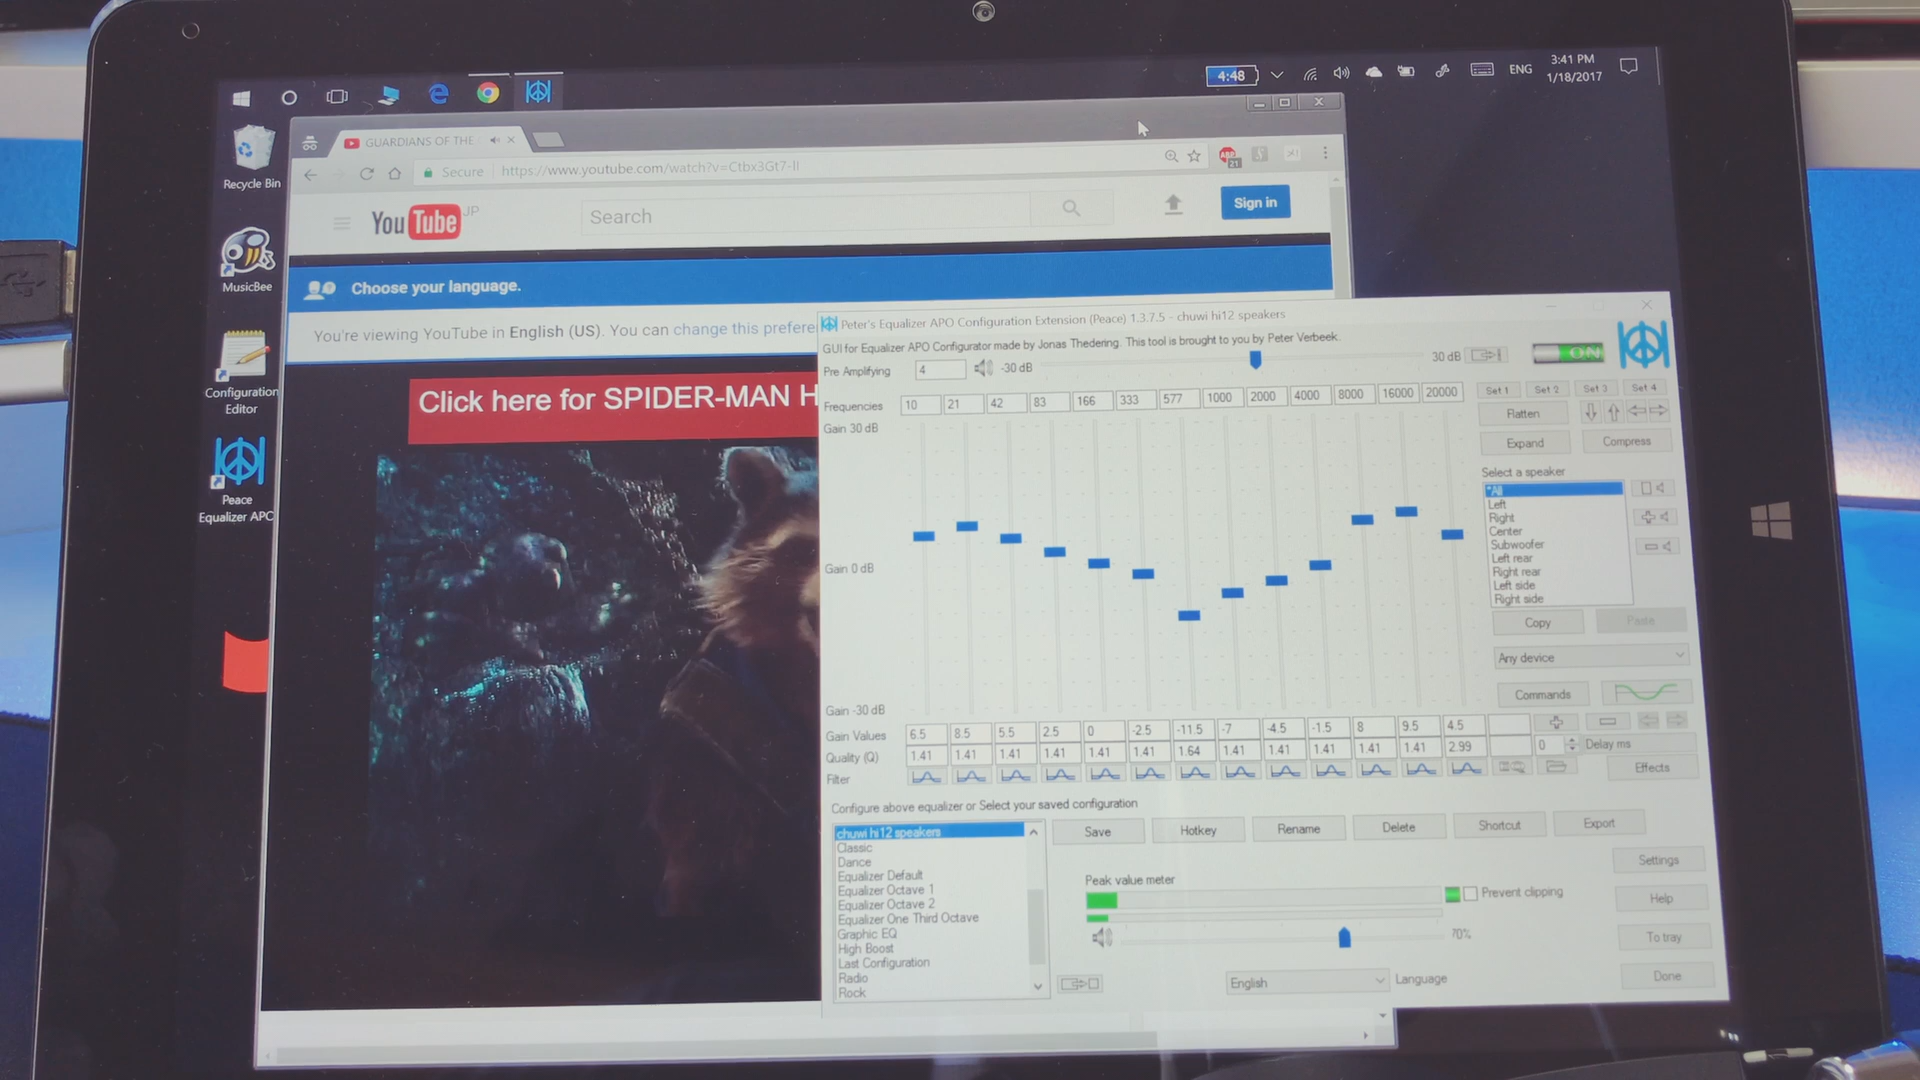 4:48
ENG
3:41 PM
1/18/2017
Recycle Bin
MusicBee
Configuration
Editor
Peace
Equalizer APO
GUARDIANS OF THE
Secure
https://www.youtube.com/watch?v=Ctbx3Gt7-II
ABP
21
YouTube JP
Search
Sign in
Choose your language.
You're viewing YouTube in English (US). You can change this prefere
Click here for SPIDER-MAN H
Peter's Equalizer APO Configuration Extension (Peace) 1.3.7.5 - chuwi hi12 speakers
GUI for Equalizer APO Configurator made by Jonas Thedering. This tool is brought to you by Peter Verbeek.
Pre Amplifying 4 -30 dB 30 dB ON
Frequencies 10 21 42 83 166 333 577 1000 2000 4000 8000 16000 20000
Set 1 Set 2 Set 3 Set 4
Flatten
Expand Compress
Gain 30 dB
Gain 0 dB
Gain -30 dB
Select a speaker
*All
Left
Right
Center
Subwoofer
Left rear
Right rear
Left side
Right side
Copy Paste
Any device
Commands
Gain Values 6.5 8.5 5.5 2.5 0 -2.5 -11.5 -7 -4.5 -1.5 8 9.5 4.5
Quality (Q) 1.41 1.41 1.41 1.41 1.41 1.41 1.64 1.41 1.41 1.41 1.41 1.41 2.99 0 Delay ms
Filter
Effects
Configure above equalizer or Select your saved configuration
chuwi hi12 speakers
Classic
Dance
Equalizer Default
Equalizer Octave 1
Equalizer Octave 2
Equalizer One Third Octave
Graphic EQ
High Boost
Last Configuration
Radio
Rock
Save Hotkey Rename Delete Shortcut Export
Peak value meter
Prevent clipping
70%
English Language
Settings
Help
To tray
Done